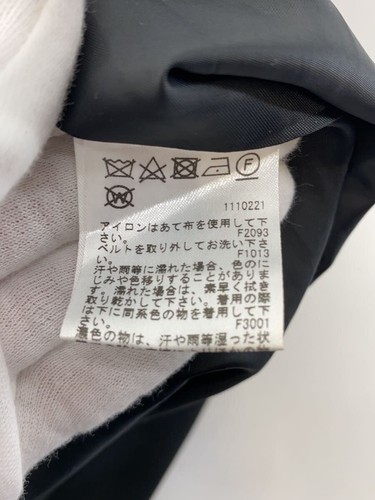 P
W
1110221
アイロンはあて布を使用して下
さい。 F2093
ベルトを取り外してお洗い下さ
い。 F1013
汗や雨等に濡れた場合、色のに
じみや色移りすることがありま
す。濡れた場合は、素早く拭き
取り乾かして下さい。着用の際
は下に同系色の物を着用して下
さい。 F3001
濃色の物は、汗や雨等湿った状